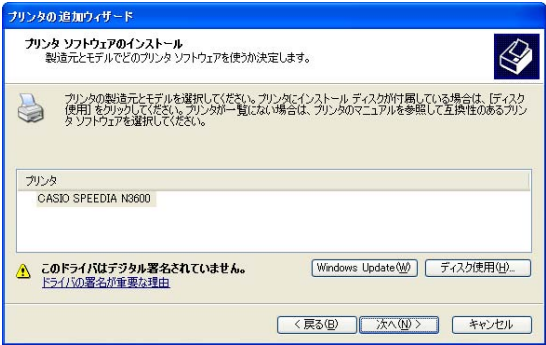 プリンタの追加ウィザード
プリンタ ソフトウェアのインストール
製造元とモデルでどのプリンタ ソフトウェアを使うか決定します。
プリンタの製造元とモデルを選択してください。プリンタにインストール ディスクが付属している場合は、[ディスク
使用] をクリックしてください。プリンタが一覧にない場合は、プリンタのマニュアルを参照して互換性のあるプリン
タ ソフトウェアを選択してください。
プリンタ
CASIO SPEEDIA N3600
このドライバはデジタル署名されていません。
ドライバの署名が重要な理由
Windows Update(W)
ディスク使用(H)...
< 戻る(B)
次へ(N) >
キャンセル